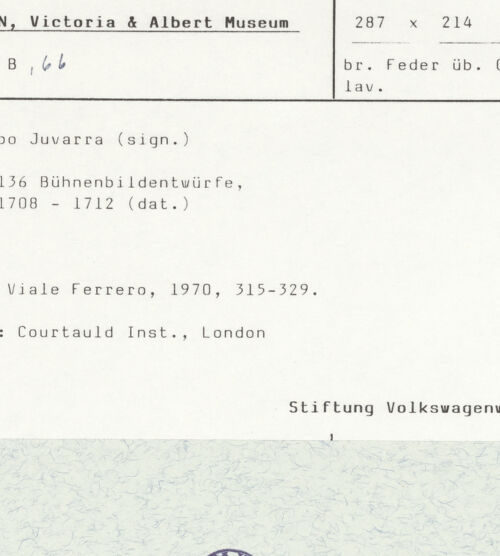 N, Victoria & Albert Museum
287 x 214
B , 66
br. Feder üb.
lav.
Juvarra (sign.)
136 Bühnenbildentwürfe,
1708 - 1712 (dat.)
Viale Ferrero, 1970, 315-329.
: Courtauld Inst., London
Stiftung Volkswagenw